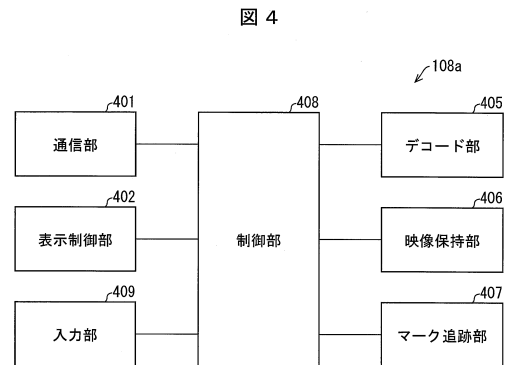 図 4
108a
401
通信部
408
制御部
405
デコード部
402
表示制御部
406
映像保持部
409
入力部
407
マーク追跡部